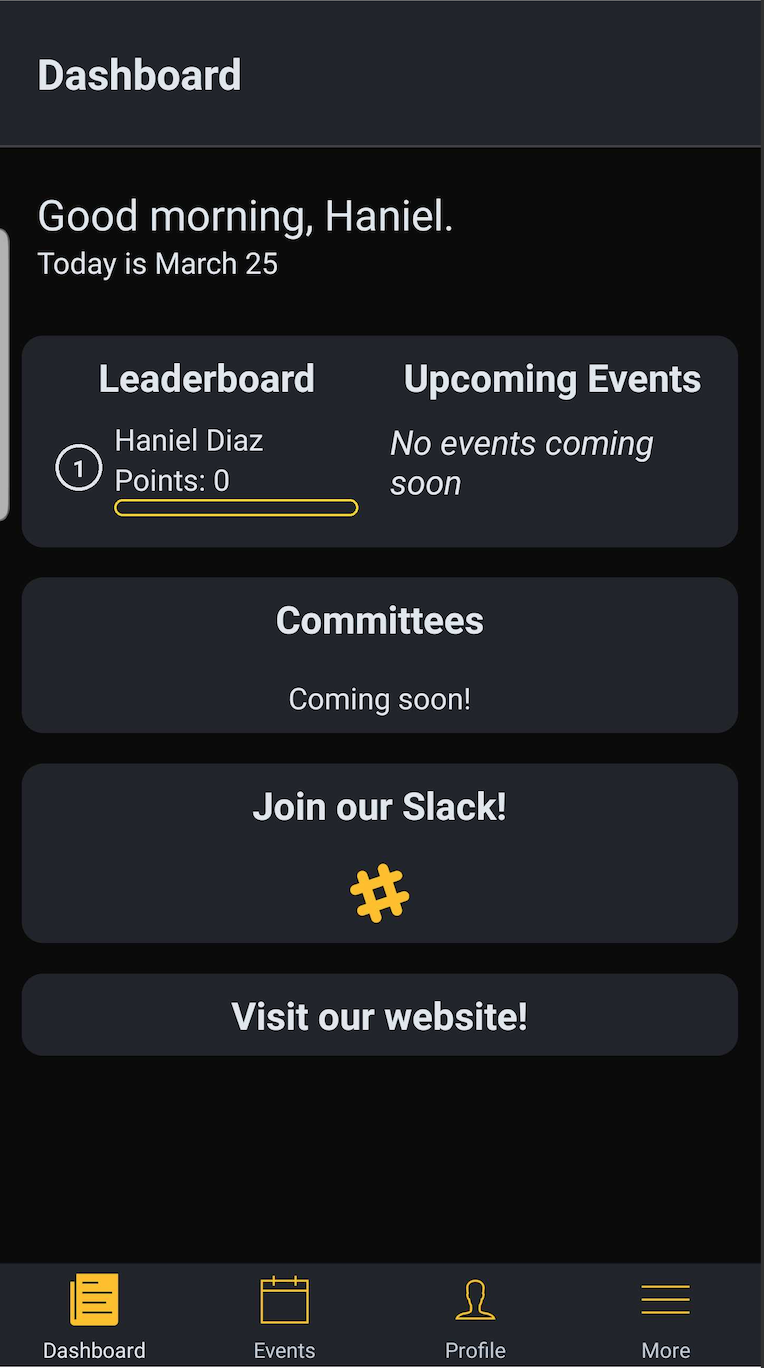 Dashboard
Good morning, Haniel.
Today is March 25
Leaderboard
1
Haniel Diaz
Points: 0
Upcoming Events
No events coming
soon
Committees
Coming soon!
Join our Slack!
Visit our website!
Dashboard
Events
Profile
More